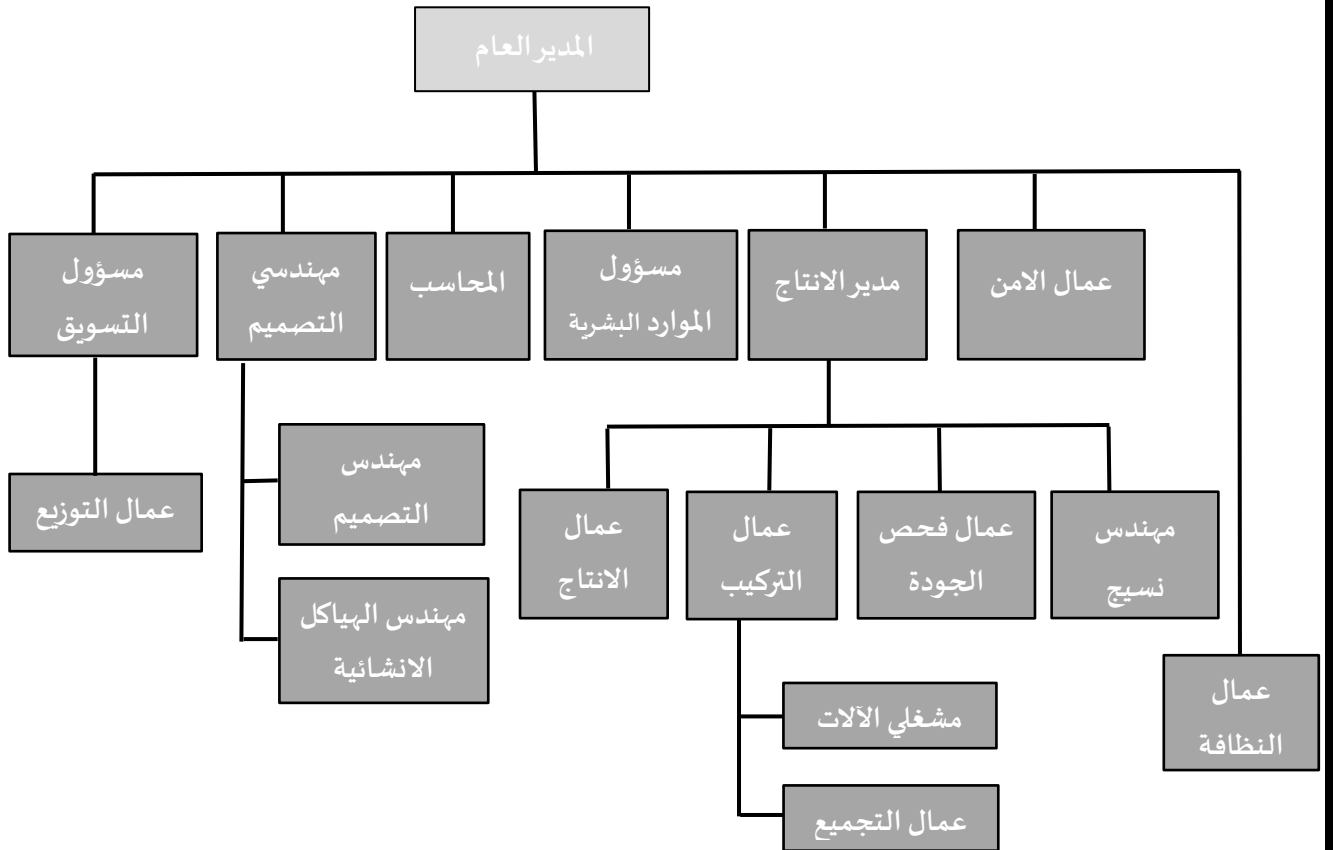 المدير العام
عمال الامن
مدير الانتاج
مسؤول
الموارد البشرية
المحاسب
مهندسي
التصميم
مسؤول
التسويق
مهندس
نسيج
عمال فحص
الجودة
عمال
التركيب
عمال
الانتاج
مهندس
التصميم
عمال التوزيع
مهندس الهياكل
الانشائية
عمال
النظافة
مشغلي الآلات
عمال التجميع